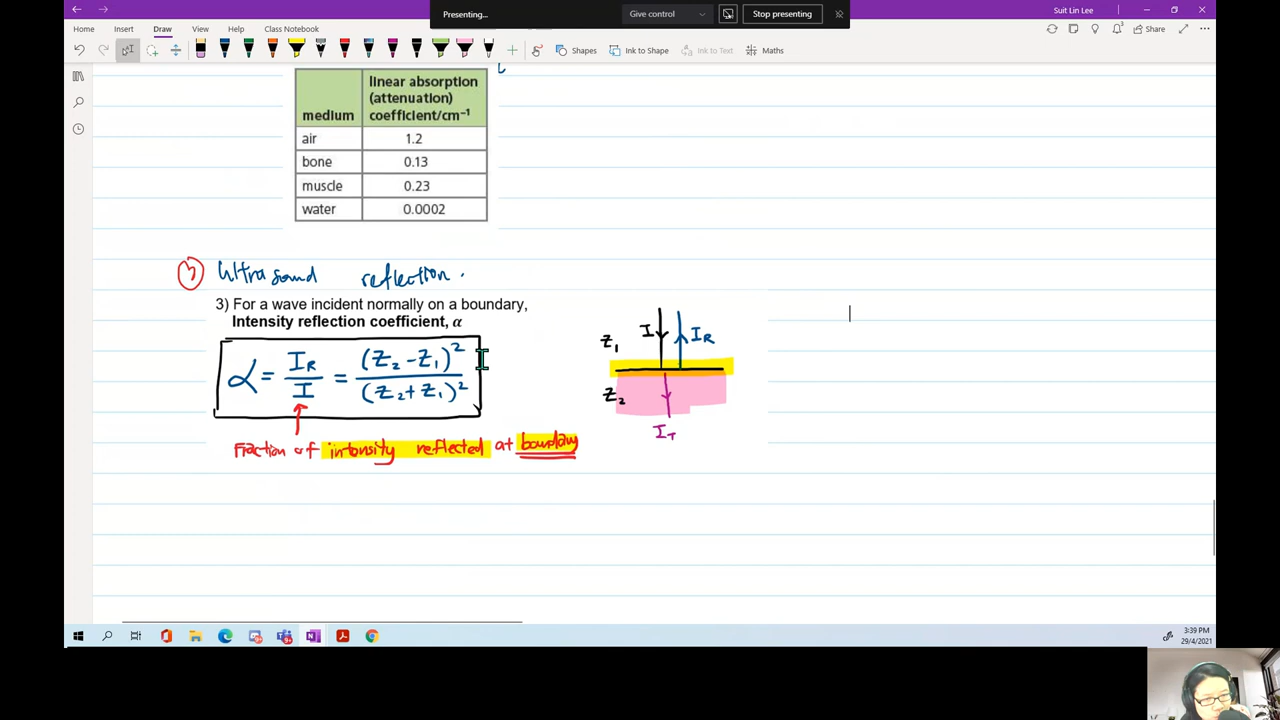 Presenting...
Give control
Stop presenting
Suit Lin Lee
Home Insert Draw View Help Class Notebook
Share
Shapes Ink to Shape Ink to Text Maths
medium linear absorption (attenuation) coefficient/cm⁻¹
air 1.2
bone 0.13
muscle 0.23
water 0.0002
③ Ultrasound reflection.
3) For a wave incident normally on a boundary,
Intensity reflection coefficient, α
α = I_R / I = (Z₂ - Z₁)² / (Z₂ + Z₁)²
Fraction of intensity reflected at boundary
Z₁ I I_R
Z₂
I_T
3:39 PM
29/4/2021